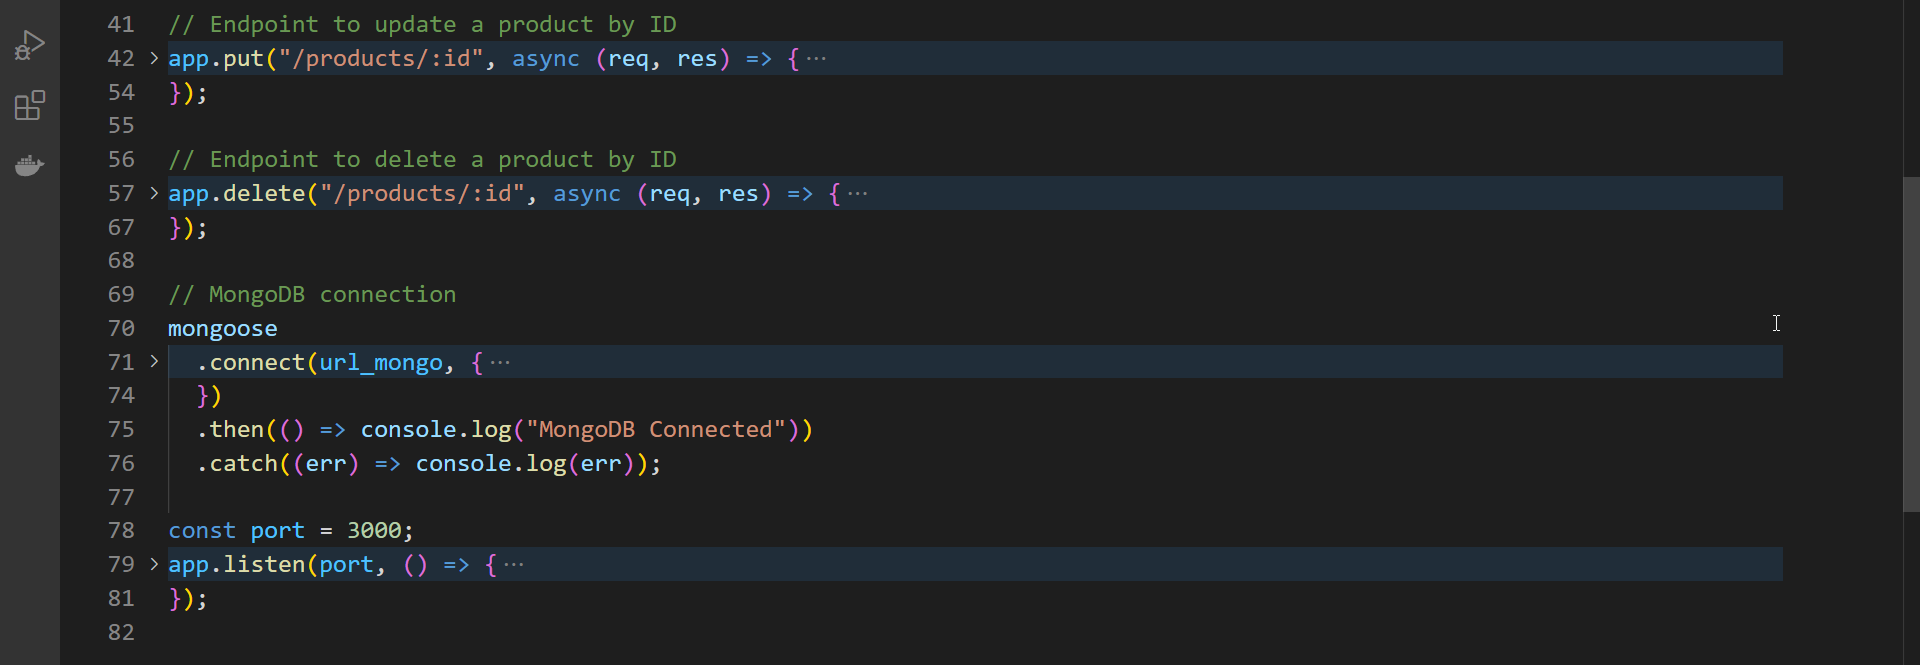 41 // Endpoint to update a product by ID
42 > app.put("/products/:id", async (req, res) => {···
54 });
55
56 // Endpoint to delete a product by ID
57 > app.delete("/products/:id", async (req, res) => {···
67 });
68
69 // MongoDB connection
70 mongoose
71 > .connect(url_mongo, {···
74 })
75 .then(() => console.log("MongoDB Connected"))
76 .catch((err) => console.log(err));
77
78 const port = 3000;
79 > app.listen(port, () => {···
81 });
82